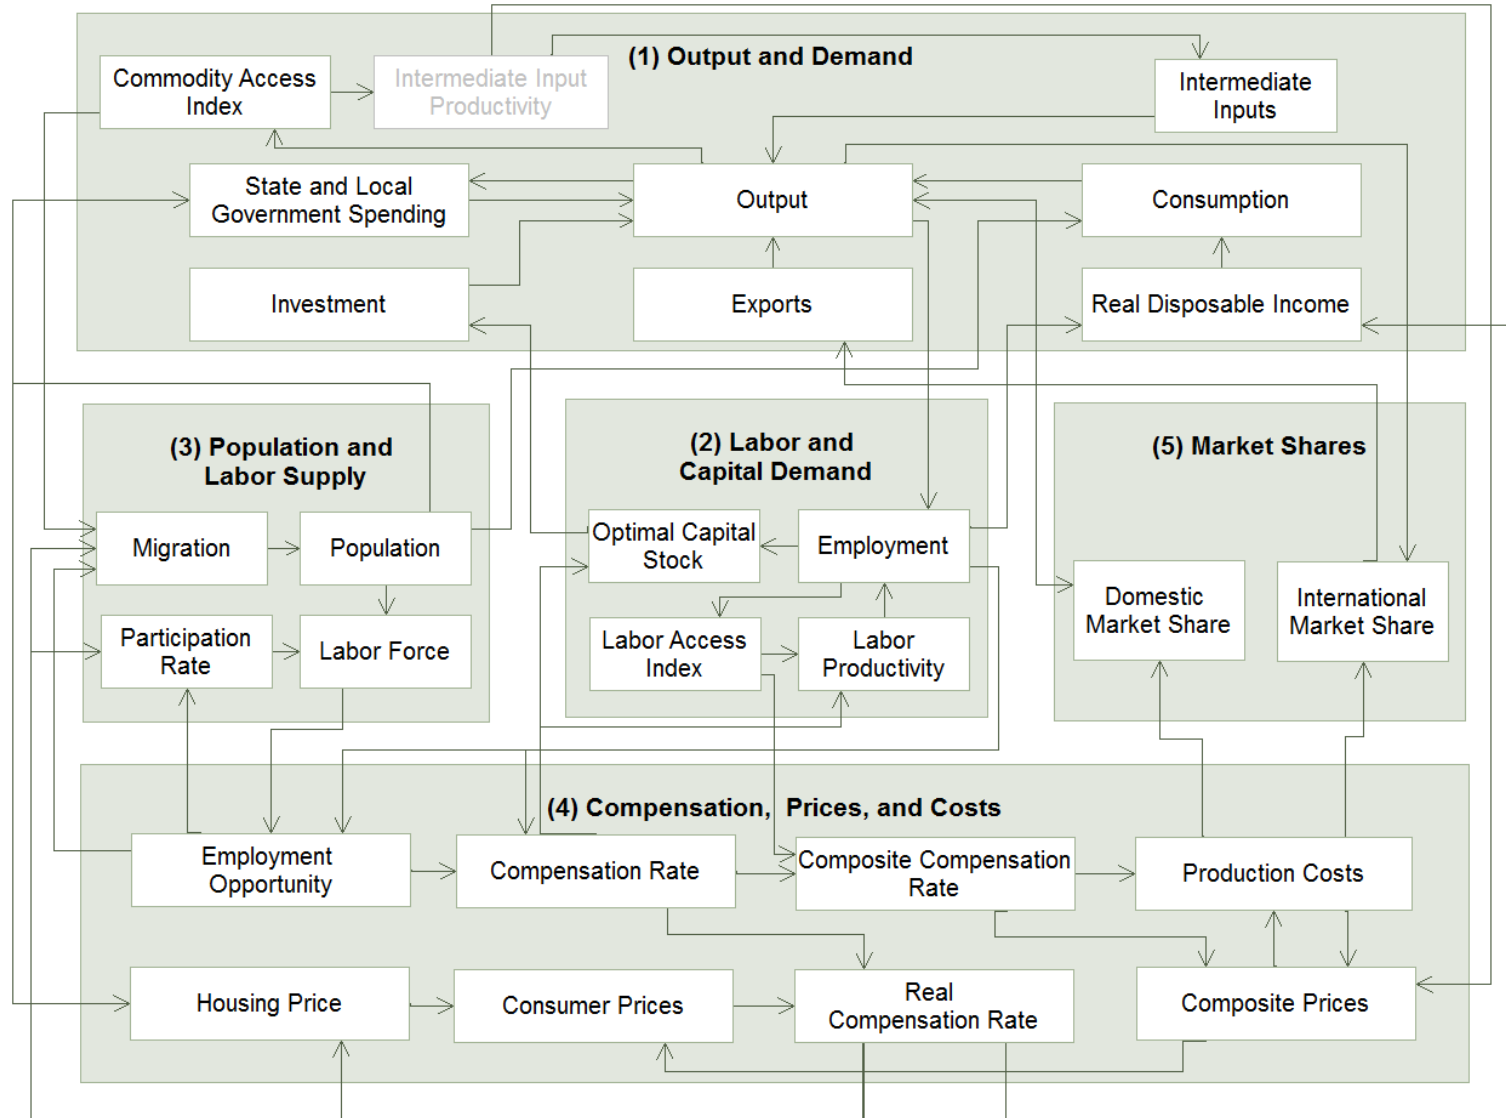 (1) Output and Demand
Commodity Access
Index
Intermediate Input
Productivity
Intermediate
Inputs
State and Local
Government Spending
Output
Consumption
Investment
Exports
Real Disposable Income
(3) Population and
Labor Supply
Migration
Population
Participation
Rate
Labor Force
(2) Labor and
Capital Demand
Optimal Capital
Stock
Employment
Labor Access
Index
Labor
Productivity
(5) Market Shares
Domestic
Market Share
International
Market Share
(4) Compensation, Prices, and Costs
Employment
Opportunity
Compensation Rate
Composite Compensation
Rate
Production Costs
Housing Price
Consumer Prices
Real
Compensation Rate
Composite Prices